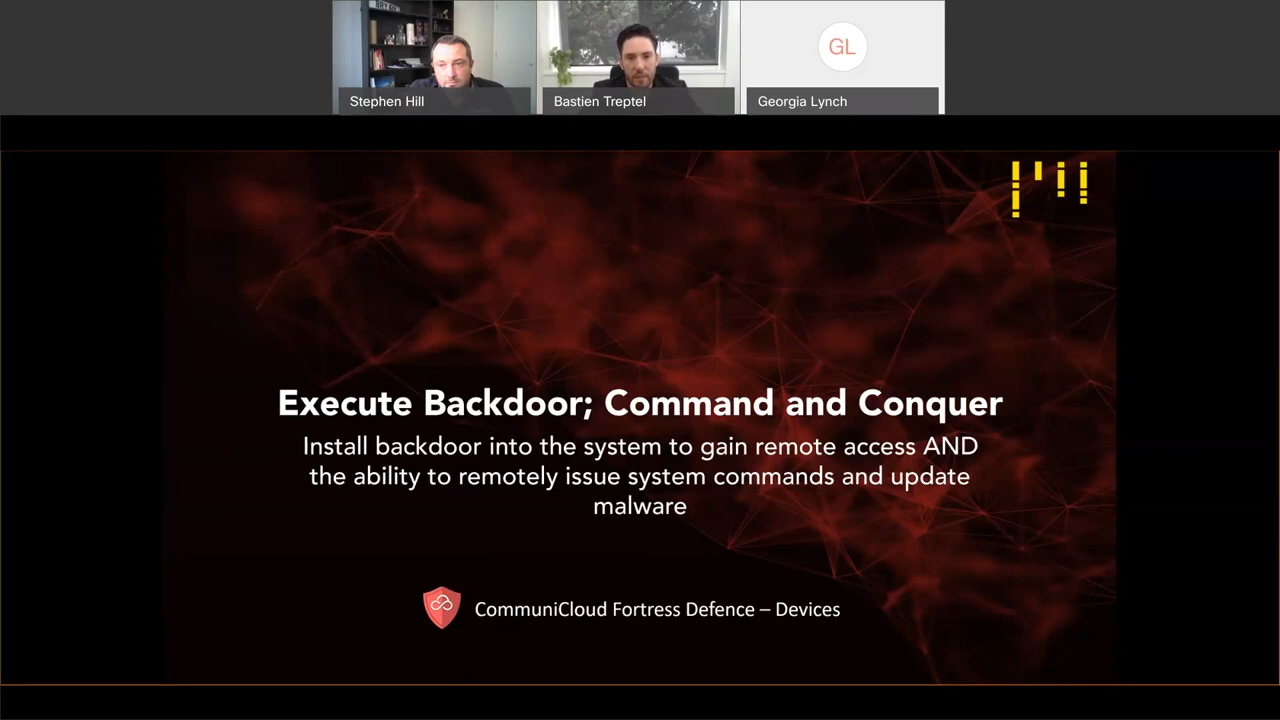 Stephen Hill
Bastien Treptel
GL
Georgia Lynch
Execute Backdoor; Command and Conquer
Install backdoor into the system to gain remote access AND
the ability to remotely issue system commands and update
malware
CommuniCloud Fortress Defence – Devices